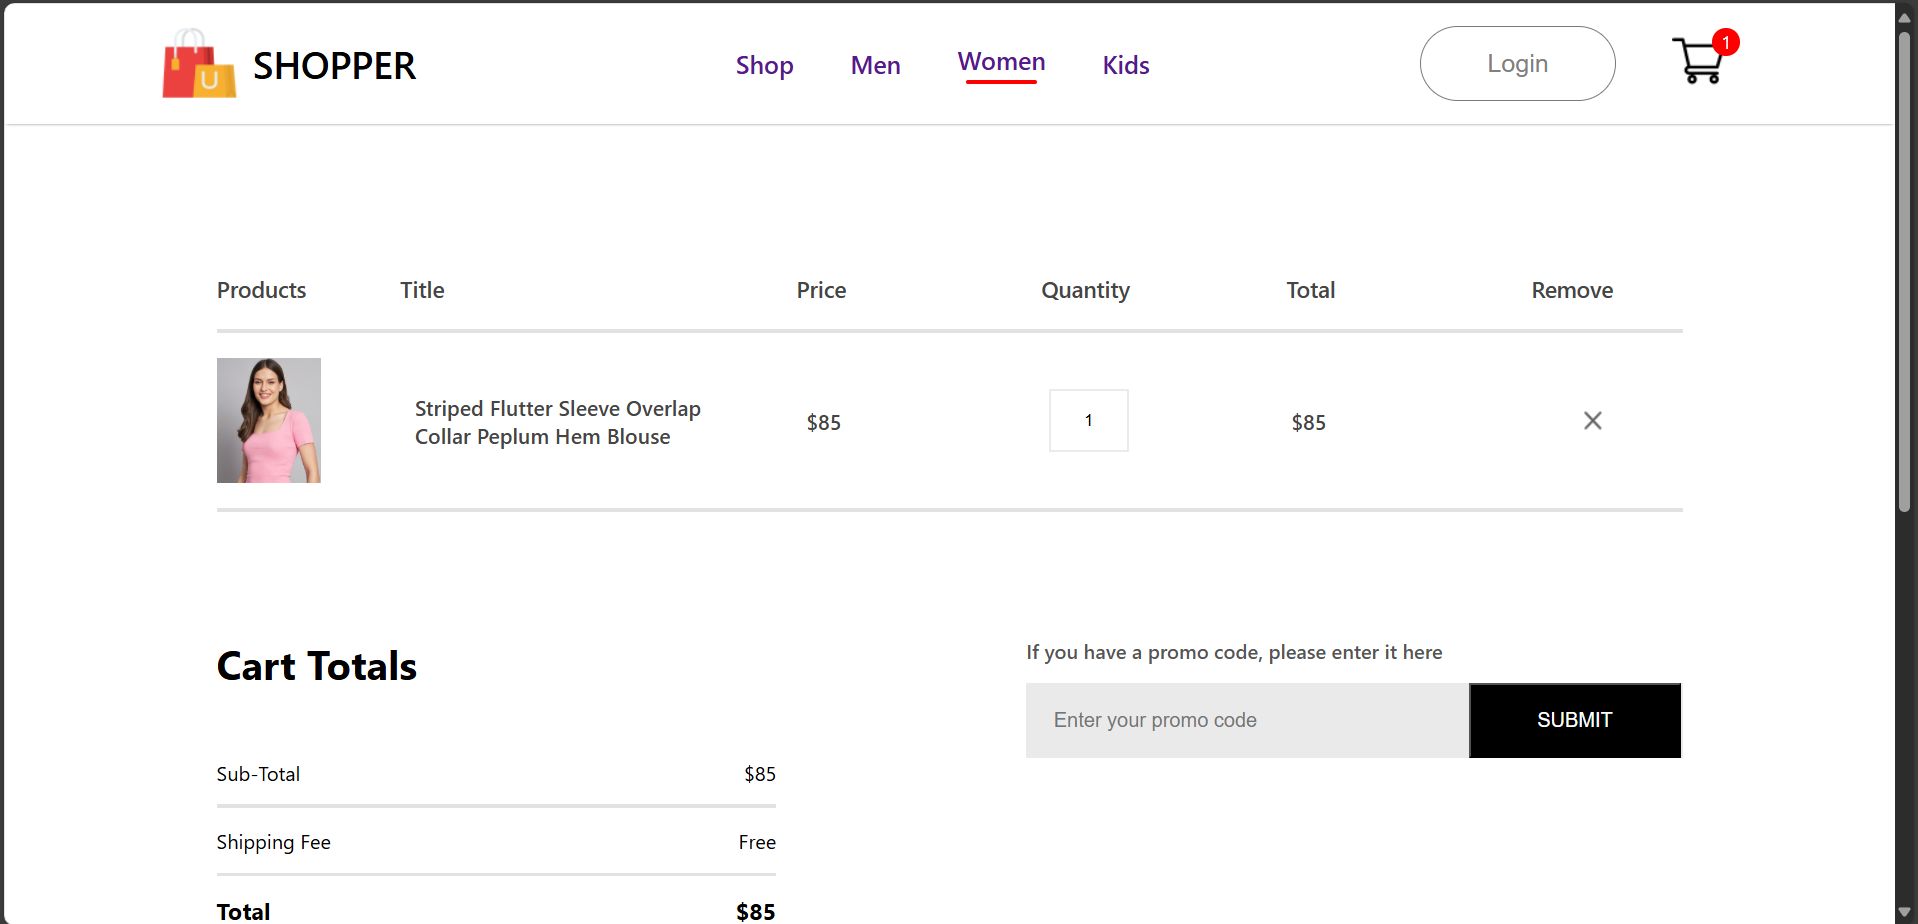 U
SHOPPER
Shop
Men
Women
Kids
Login
1
Products
Title
Price
Quantity
Total
Remove
Striped Flutter Sleeve Overlap
Collar Peplum Hem Blouse
$85
1
$85
Cart Totals
If you have a promo code, please enter it here
Enter your promo code
SUBMIT
Sub-Total
$85
Shipping Fee
Free
Total
$85